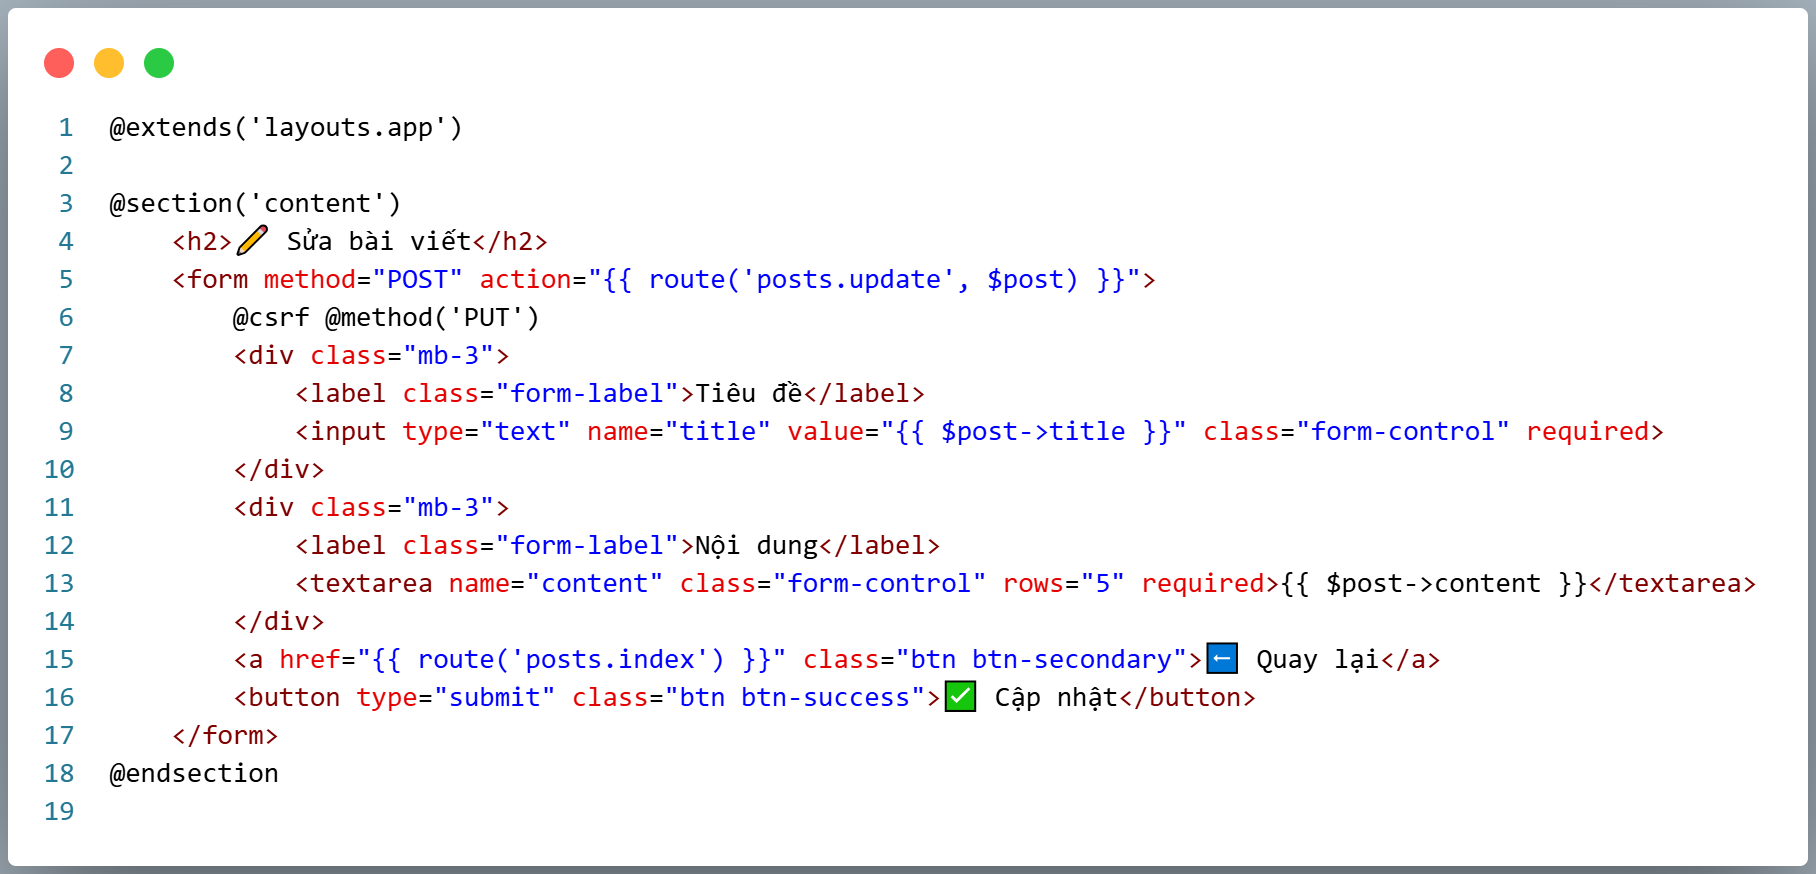 1 @extends('layouts.app')
2
3 @section('content')
4     <h2>✏️ Sửa bài viết</h2>
5     <form method="POST" action="{{ route('posts.update', $post) }}">
6         @csrf @method('PUT')
7         <div class="mb-3">
8             <label class="form-label">Tiêu đề</label>
9             <input type="text" name="title" value="{{ $post->title }}" class="form-control" required>
10         </div>
11         <div class="mb-3">
12             <label class="form-label">Nội dung</label>
13             <textarea name="content" class="form-control" rows="5" required>{{ $post->content }}</textarea>
14         </div>
15         <a href="{{ route('posts.index') }}" class="btn btn-secondary">⬅️ Quay lại</a>
16         <button type="submit" class="btn btn-success">✅ Cập nhật</button>
17     </form>
18 @endsection
19